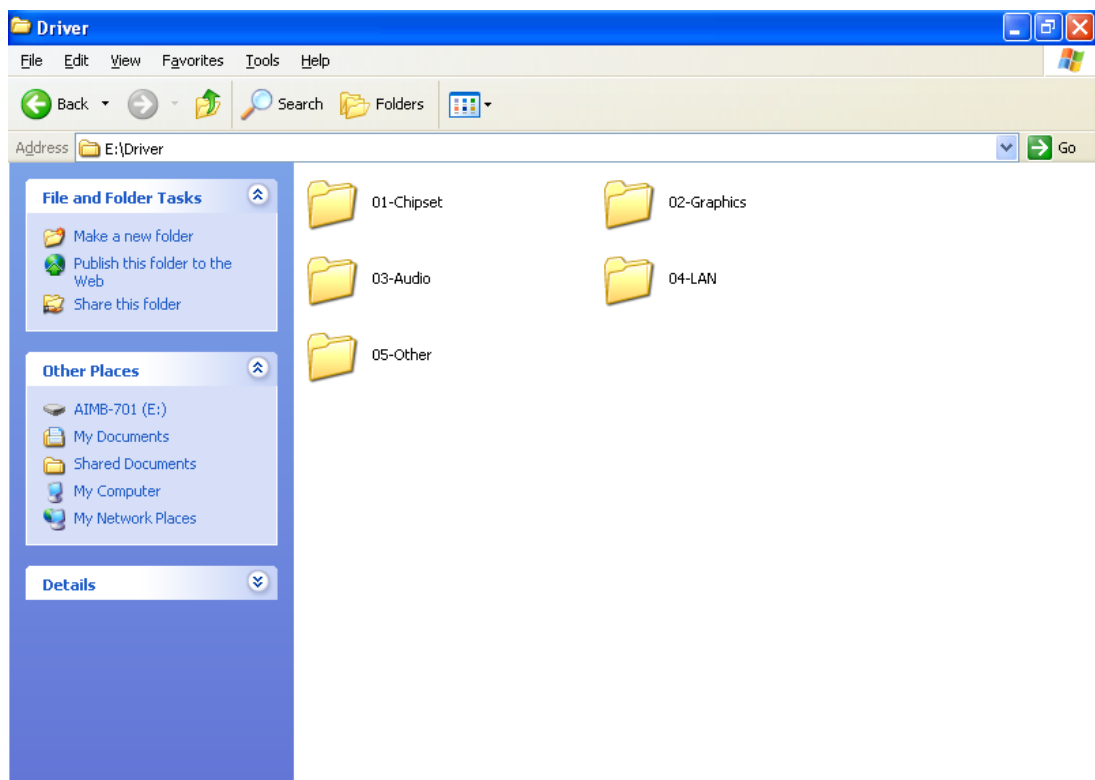 Driver
File Edit View Favorites Tools Help
Back Search Folders
Address E:\Driver Go
File and Folder Tasks
Make a new folder
Publish this folder to the
Web
Share this folder
Other Places
AIMB-701 (E:)
My Documents
Shared Documents
My Computer
My Network Places
Details
01-Chipset 02-Graphics
03-Audio 04-LAN
05-Other